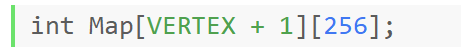 int Map[VERTEX + 1][256];